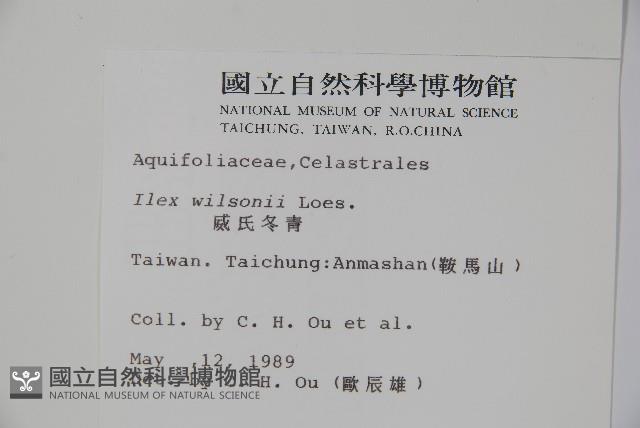 國立自然科學博物館
NATIONAL MUSEUM OF NATURAL SCIENCE
TAICHUNG, TAIWAN, R.O.CHINA
Aquifoliaceae,Celastrales
Ilex wilsonii Loes.
威氏冬青
Taiwan. Taichung:Anmashan(鞍馬山)
Coll. by C. H. Ou et al.
May 12, 1989
H. Ou (歐辰雄)
國立自然科學博物館
NATIONAL MUSEUM OF NATURAL SCIENCE